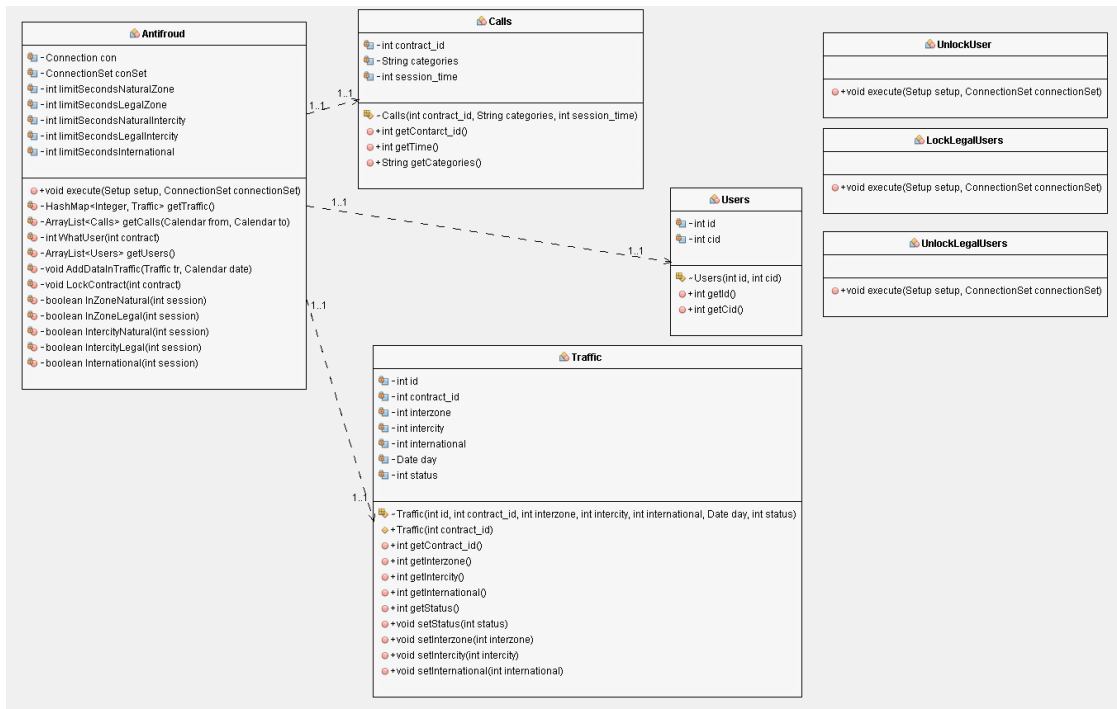 Antifroud
-Connection con
-ConnectionSet conSet
-int limitSecondsNaturalZone
-int limitSecondsLegalZone
-int limitSecondsNaturalIntercity
-int limitSecondsLegalIntercity
-int limitSecondsInternational
+void execute(Setup setup, ConnectionSet connectionSet)
-HashMap<Integer, Traffic> getTraffic()
-ArrayList<Calls> getCalls(Calendar from, Calendar to)
-int WhatUser(int contract)
-ArrayList<Users> getUsers()
-void AddDataInTraffic(Traffic tr, Calendar date)
-void LockContract(int contract)
-boolean InZoneNatural(int session)
-boolean InZoneLegal(int session)
-boolean IntercityNatural(int session)
-boolean IntercityLegal(int session)
-boolean International(int session)
1..1
1..1
Calls
-int contract_id
-String categories
-int session_time
-Calls(int contract_id, String categories, int session_time)
+int getContarct_id()
+int getTime()
+String getCategories()
1..1
1..1
Users
-int id
-int cid
-Users(int id, int cid)
+int getId()
+int getCid()
1..1
1..1
Traffic
-int id
-int contract_id
-int interzone
-int intercity
-int international
-Date day
-int status
-Traffic(int id, int contract_id, int interzone, int intercity, int international, Date day, int status)
+Traffic(int contract_id)
+int getContract_id()
+int getInterzone()
+int getIntercity()
+int getInternational()
+int getStatus()
+void setStatus(int status)
+void setInterzone(int interzone)
+void setIntercity(int intercity)
+void setInternational(int international)
UnlockUser
+void execute(Setup setup, ConnectionSet connectionSet)
LockLegalUsers
+void execute(Setup setup, ConnectionSet connectionSet)
UnlockLegalUsers
+void execute(Setup setup, ConnectionSet connectionSet)